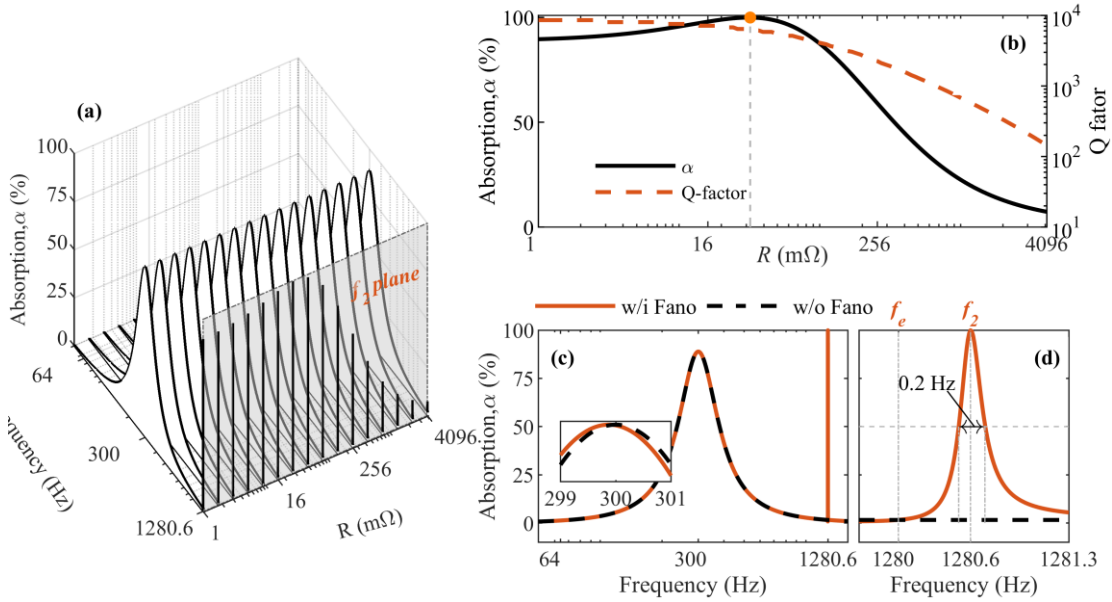 (a)
Absorption,α (%)
100
75
50
25
0
64
300
1280.6
quency (Hz)
1
16
256
4096.
R (mΩ)
f2 plane
(b)
Absorption,α (%)
100
50
0
1
16
256
4096
R (mΩ)
10^4
10^3
10^2
10^1
Q fator
α
Q-factor
w/i Fano
w/o Fano
(c)
Absorption,α (%)
100
75
50
25
0
299
300
301
64
300
1280.6
Frequency (Hz)
fe
f2
(d)
0.2 Hz
1280
1280.6
1281.3
Frequency (Hz)